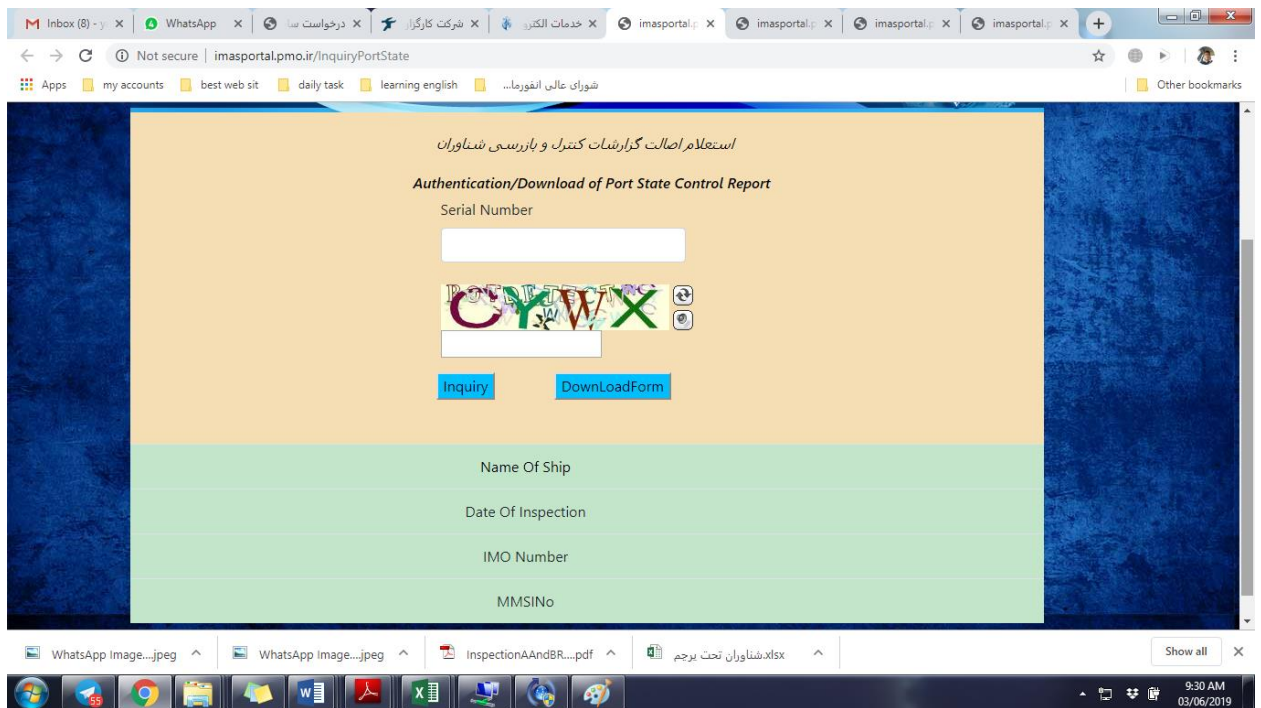 Inbox (8) - y
WhatsApp
درخواست سا
شرکت کارگزار
خدمات الکترو
imasportal.p
imasportal.p
imasportal.p
imasportal.p
Not secure | imasportal.pmo.ir/InquiryPortState
Apps my accounts best web sit daily task learning english شورای عالی انفورما... Other bookmarks
استعلام اصالت گزارشات کنترل و بازرسی شناوران
Authentication/Download of Port State Control Report
Serial Number
CYWX
Inquiry DownLoadForm
Name Of Ship
Date Of Inspection
IMO Number
MMSINo
WhatsApp Image....jpeg WhatsApp Image....jpeg InspectionAAndBR....pdf شناوران تحت پرچم.xlsx Show all
55
9:30 AM
03/06/2019